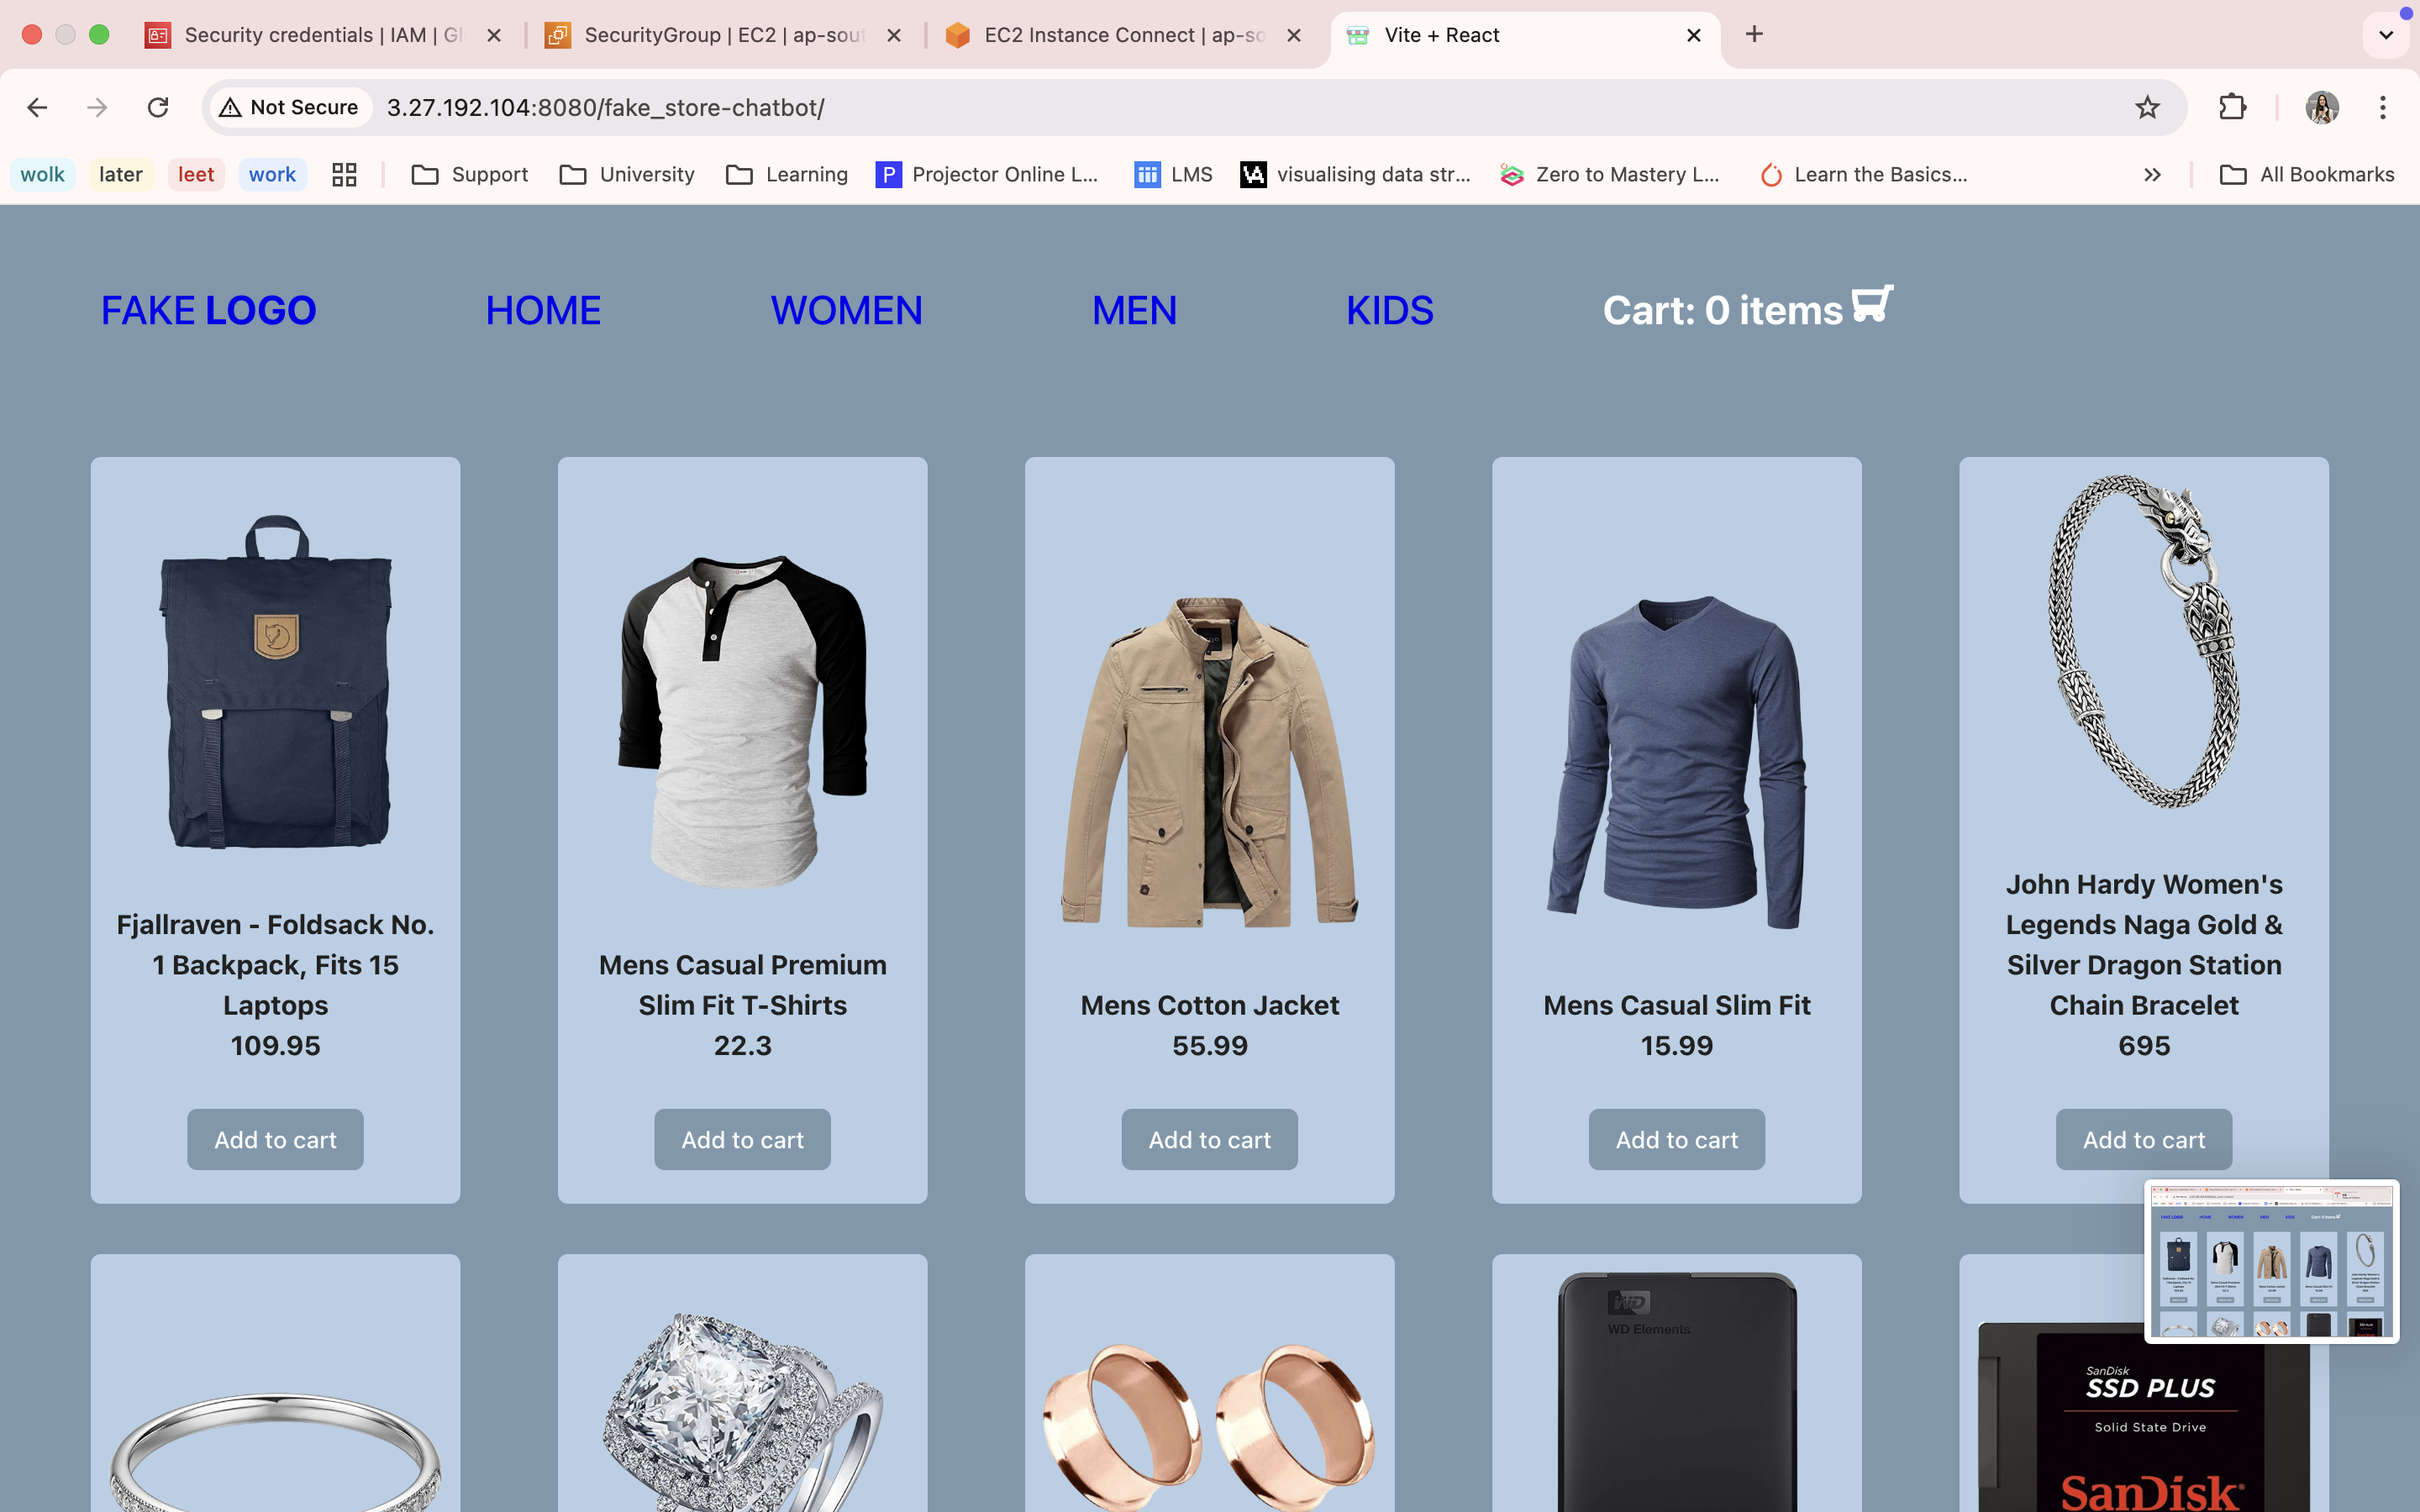 Security credentials | IAM | Gl
SecurityGroup | EC2 | ap-sout
EC2 Instance Connect | ap-so
Vite + React
Not Secure
3.27.192.104:8080/fake_store-chatbot/
wolk
later
leet
work
Support
University
Learning
Projector Online L...
LMS
visualising data str...
Zero to Mastery L...
Learn the Basics...
All Bookmarks
FAKE LOGO
HOME
WOMEN
MEN
KIDS
Cart: 0 items
Fjallraven - Foldsack No.
1 Backpack, Fits 15
Laptops
109.95
Add to cart
Mens Casual Premium
Slim Fit T-Shirts
22.3
Add to cart
Mens Cotton Jacket
55.99
Add to cart
Mens Casual Slim Fit
15.99
Add to cart
John Hardy Women's
Legends Naga Gold &
Silver Dragon Station
Chain Bracelet
695
Add to cart
WD
WD Elements
SanDisk
SSD PLUS
Solid State Drive
SanDisk